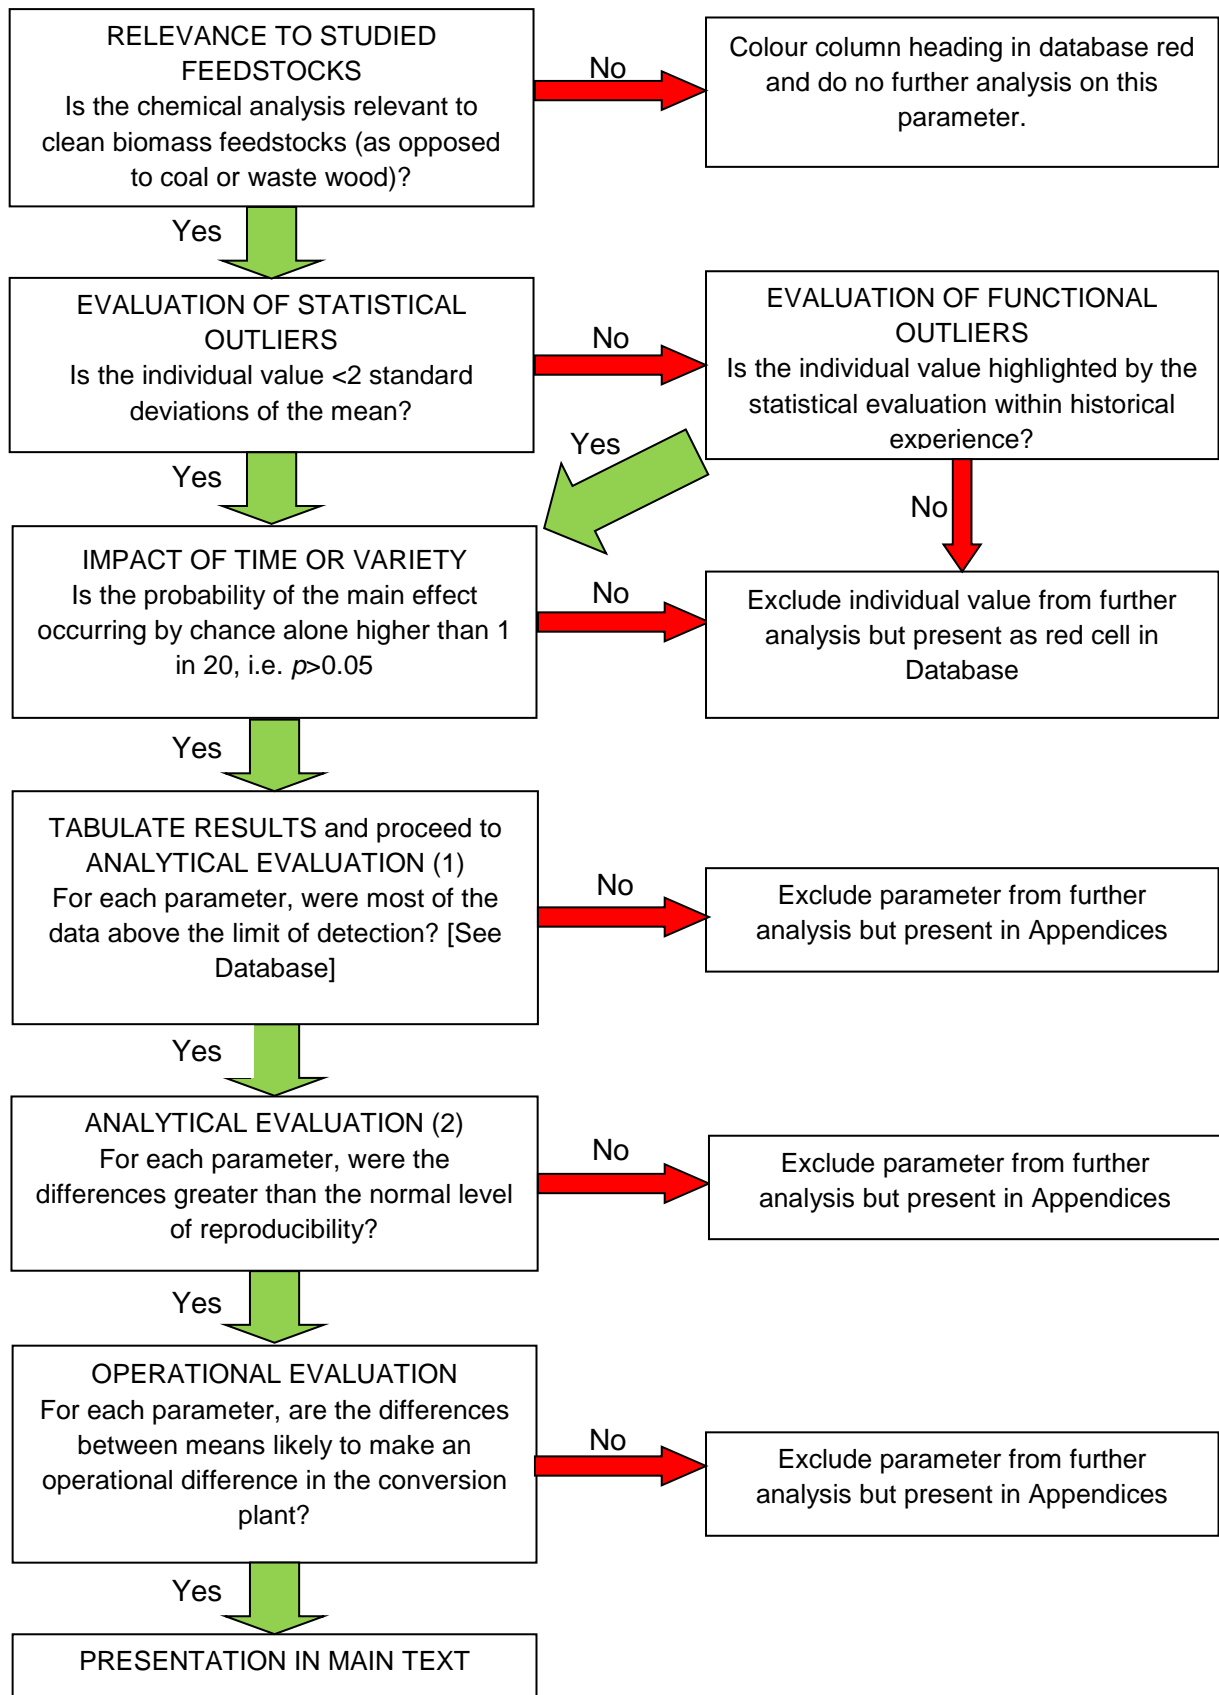 RELEVANCE TO STUDIED
FEEDSTOCKS
Is the chemical analysis relevant to
clean biomass feedstocks (as opposed
to coal or waste wood)?
No
Colour column heading in database red
and do no further analysis on this
parameter.
Yes
EVALUATION OF STATISTICAL
OUTLIERS
Is the individual value <2 standard
deviations of the mean?
No
EVALUATION OF FUNCTIONAL
OUTLIERS
Is the individual value highlighted by the
statistical evaluation within historical
experience?
Yes
Yes
No
IMPACT OF TIME OR VARIETY
Is the probability of the main effect
occurring by chance alone higher than 1
in 20, i.e. p>0.05
No
Exclude individual value from further
analysis but present as red cell in
Database
Yes
TABULATE RESULTS and proceed to
ANALYTICAL EVALUATION (1)
For each parameter, were most of the
data above the limit of detection? [See
Database]
No
Exclude parameter from further
analysis but present in Appendices
Yes
ANALYTICAL EVALUATION (2)
For each parameter, were the
differences greater than the normal level
of reproducibility?
No
Exclude parameter from further
analysis but present in Appendices
Yes
OPERATIONAL EVALUATION
For each parameter, are the differences
between means likely to make an
operational difference in the conversion
plant?
No
Exclude parameter from further
analysis but present in Appendices
Yes
PRESENTATION IN MAIN TEXT